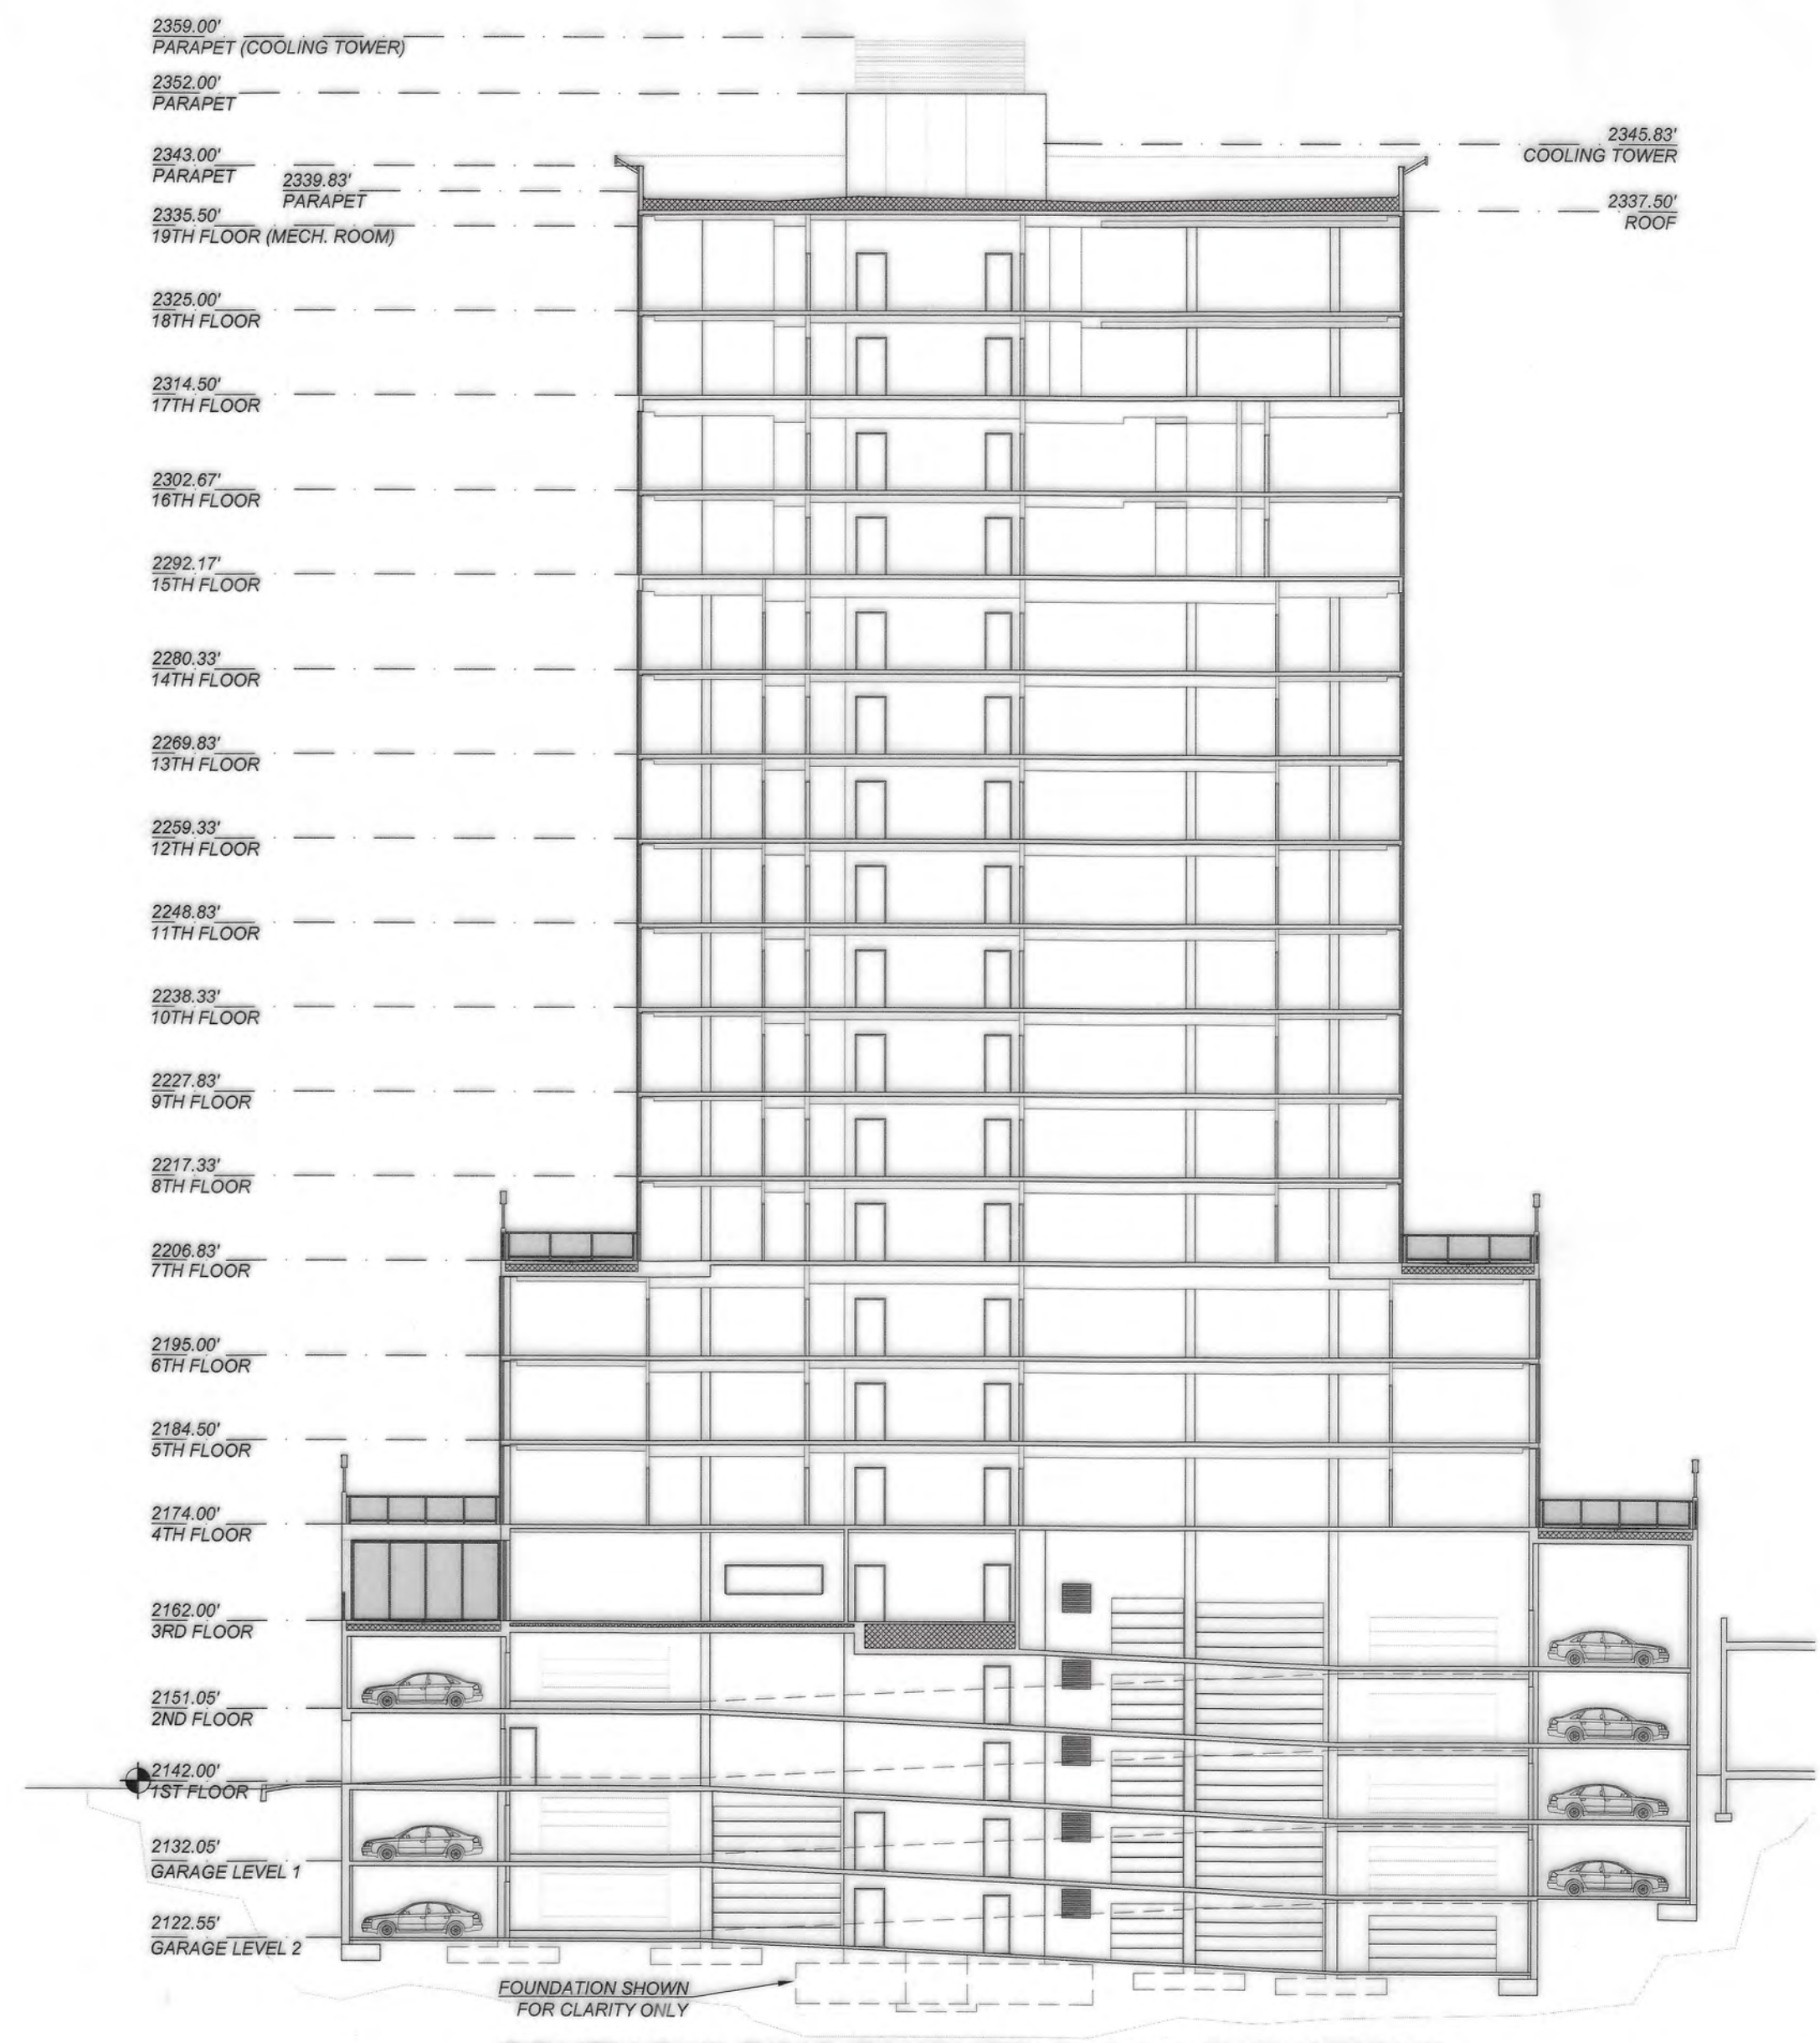 2359.00'
PARAPET (COOLING TOWER)
2352.00'
PARAPET
2345.83'
COOLING TOWER
2343.00'
PARAPET
2339.83'
PARAPET
2337.50'
ROOF
2335.50'
19TH FLOOR (MECH. ROOM)
2325.00'
18TH FLOOR
2314.50'
17TH FLOOR
2302.67'
16TH FLOOR
2292.17'
15TH FLOOR
2280.33'
14TH FLOOR
2269.83'
13TH FLOOR
2259.33'
12TH FLOOR
2248.83'
11TH FLOOR
2238.33'
10TH FLOOR
2227.83'
9TH FLOOR
2217.33'
8TH FLOOR
2206.83'
7TH FLOOR
2195.00'
6TH FLOOR
2184.50'
5TH FLOOR
2174.00'
4TH FLOOR
2162.00'
3RD FLOOR
2151.05'
2ND FLOOR
2142.00'
1ST FLOOR
2132.05'
GARAGE LEVEL 1
2122.55'
GARAGE LEVEL 2
FOUNDATION SHOWN
FOR CLARITY ONLY